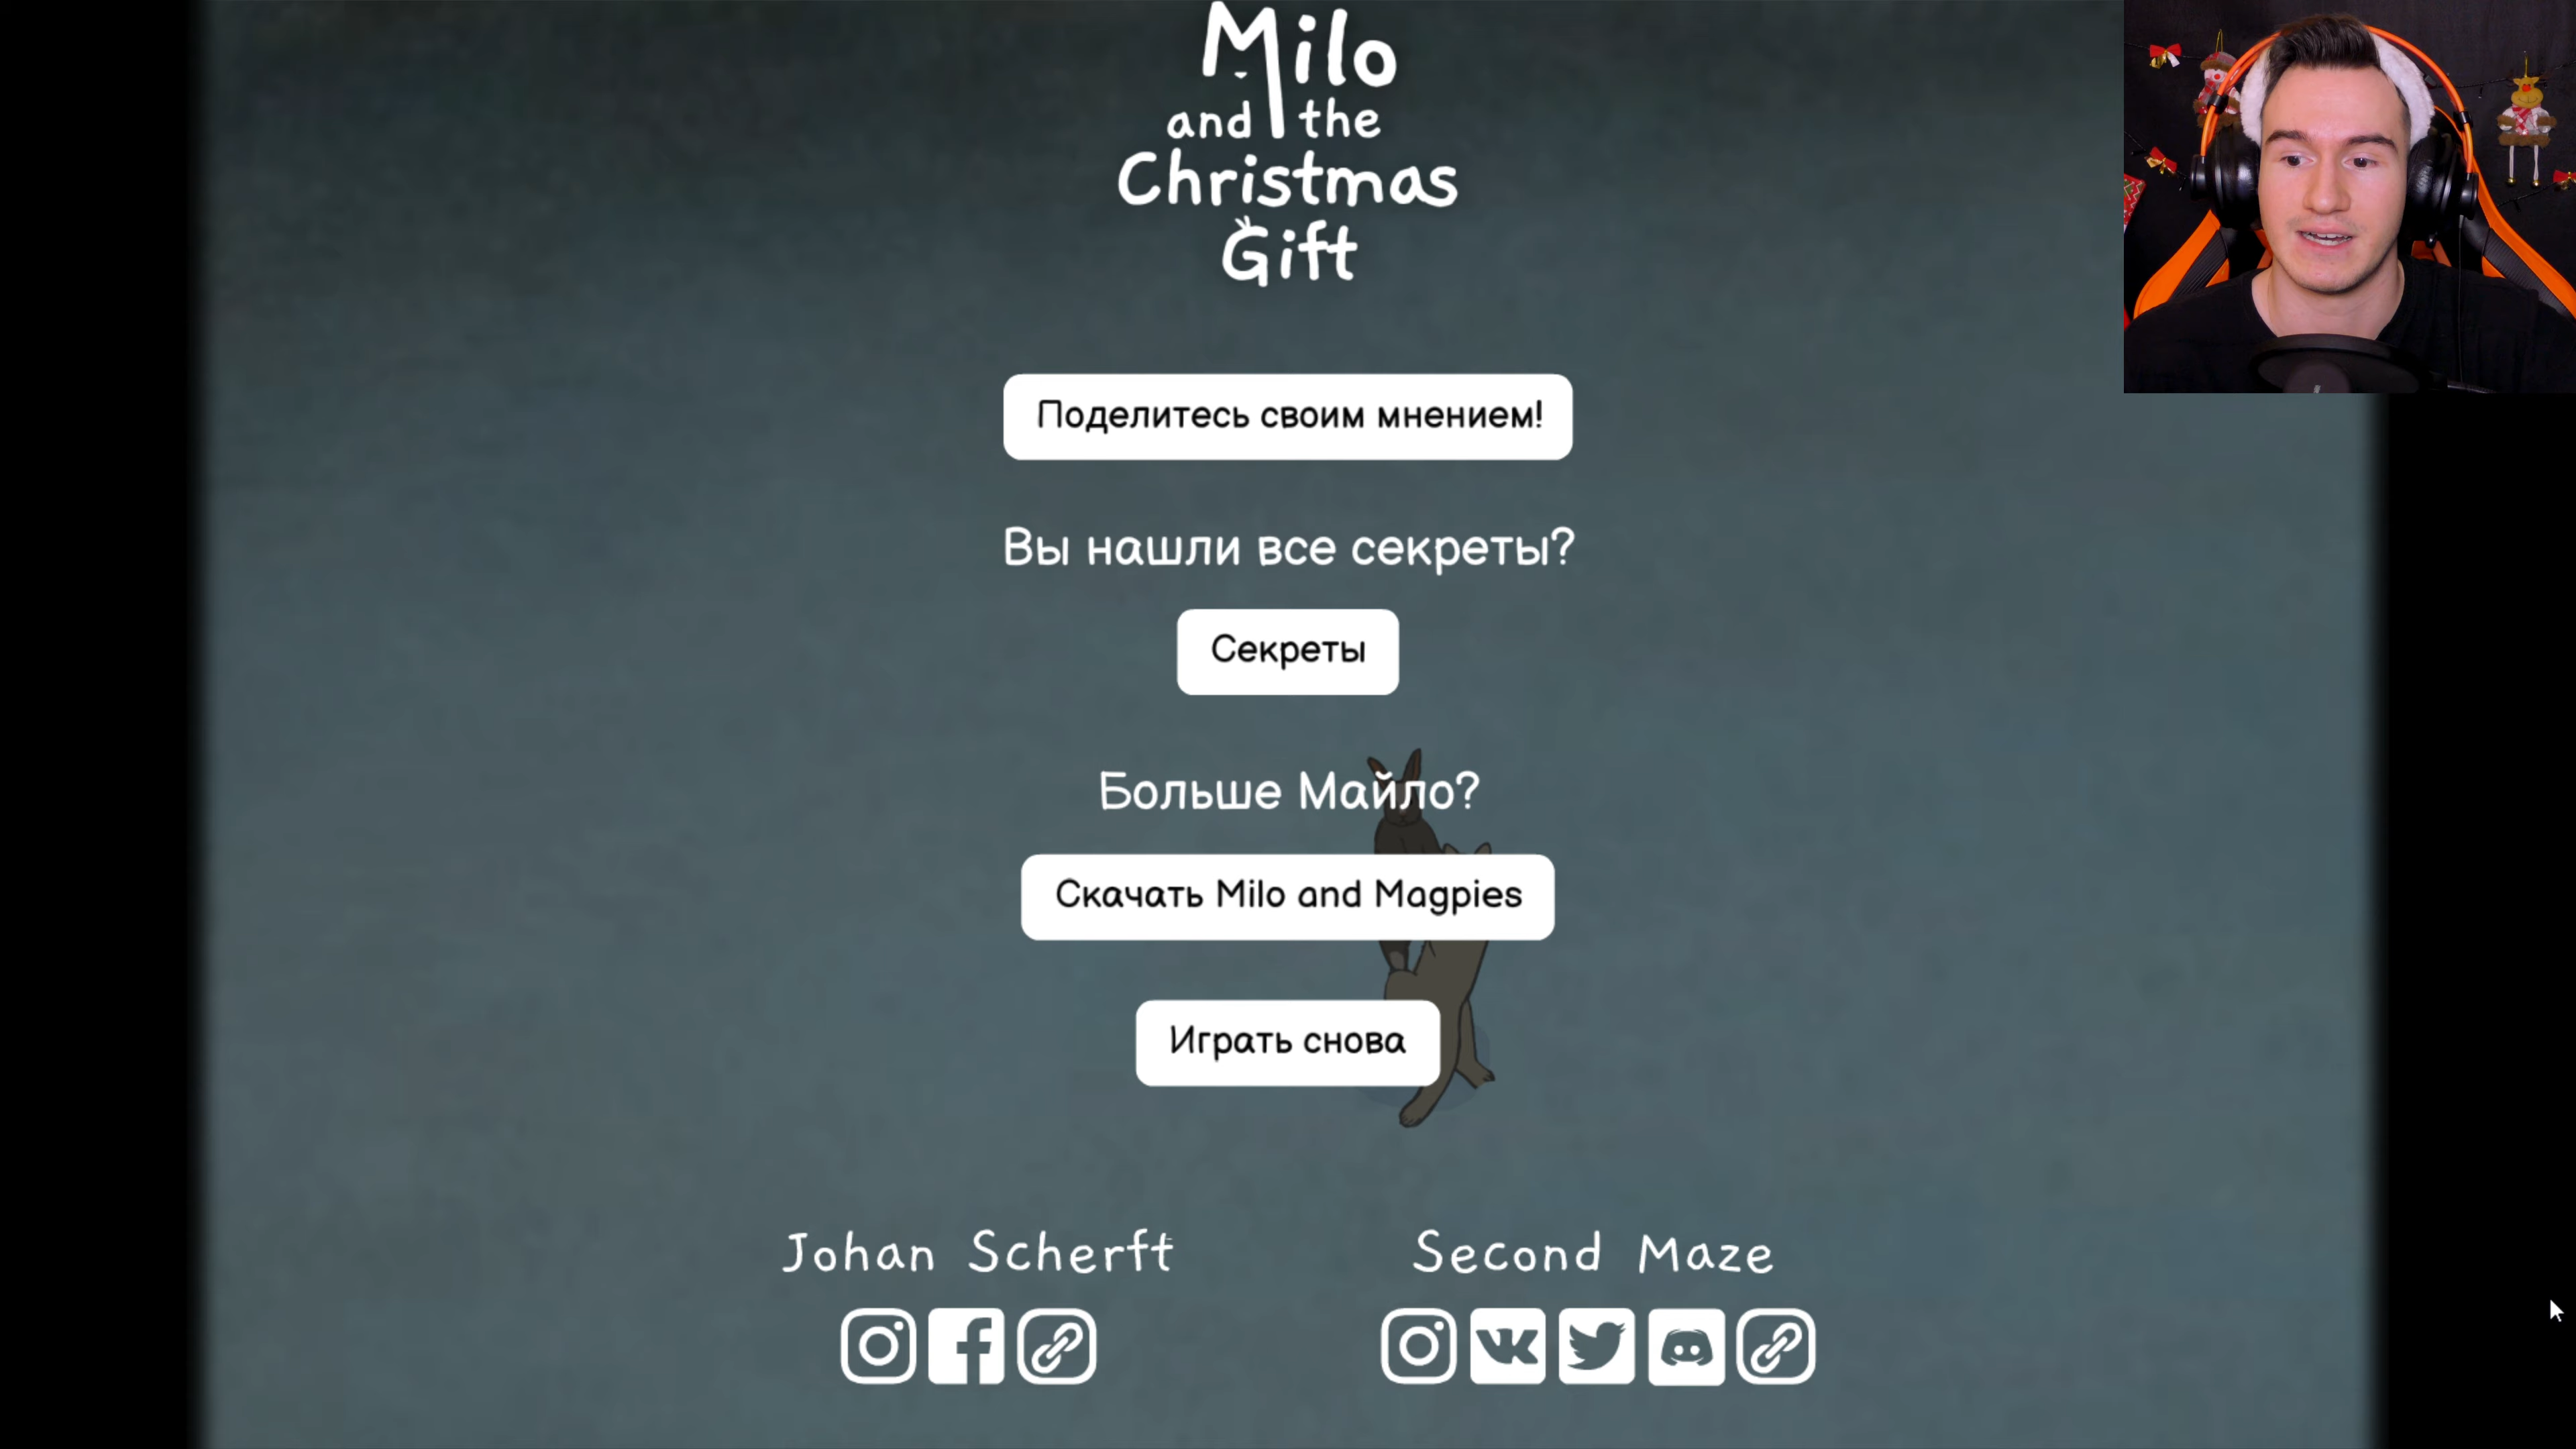 Milo
and the
Christmas
Gift
Поделитесь своим мнением!
Вы нашли все секреты?
Секреты
Больше Майло?
Скачать Milo and Magpies
Играть снова
Johan Scherft
Second Maze